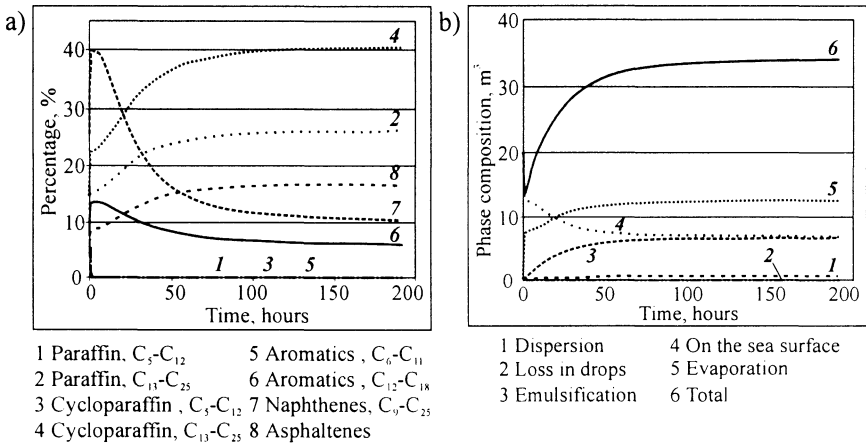 a)
Percentage, %
40
30
20
10
0
4
2
8
7
6
1 3 5
0 50 100 150 200
Time, hours
1 Paraffin, C₅-C₁₂
2 Paraffin, C₁₃-C₂₅
3 Cycloparaffin , C₅-C₁₂
4 Cycloparaffin, C₁₃-C₂₅
5 Aromatics , C₆-C₁₁
6 Aromatics , C₁₂-C₁₈
7 Naphthenes, C₉-C₂₅
8 Asphaltenes
b)
Phase composition, m³
40
30
20
10
0
6
5
4
3
2
1
0 50 100 150 200
Time, hours
1 Dispersion
2 Loss in drops
3 Emulsification
4 On the sea surface
5 Evaporation
6 Total